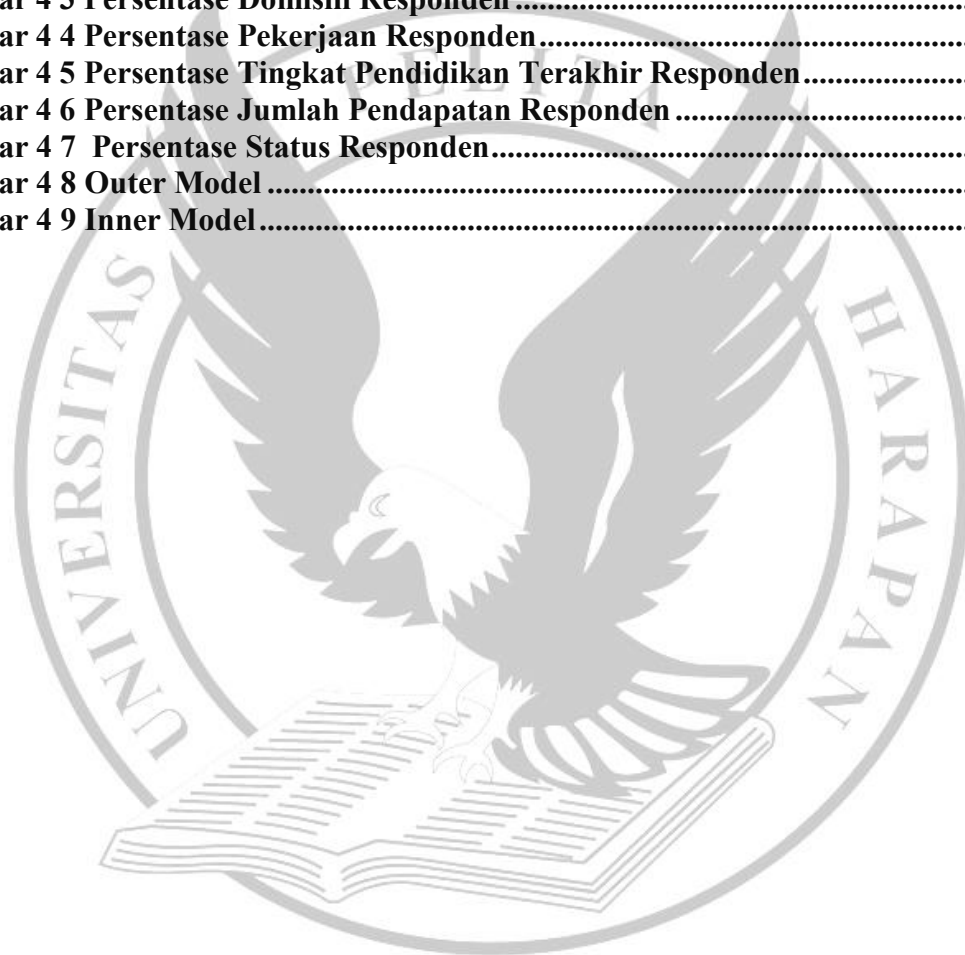 ar 4 3 Persentase Domisili Responden
ar 4 4 Persentase Pekerjaan Responden
ar 4 5 Persentase Tingkat Pendidikan Terakhir Responden
ar 4 6 Persentase Jumlah Pendapatan Responden
ar 4 7 Persentase Status Responden
ar 4 8 Outer Model
ar 4 9 Inner Model
UNIVERSITAS PELITA HARAPAN